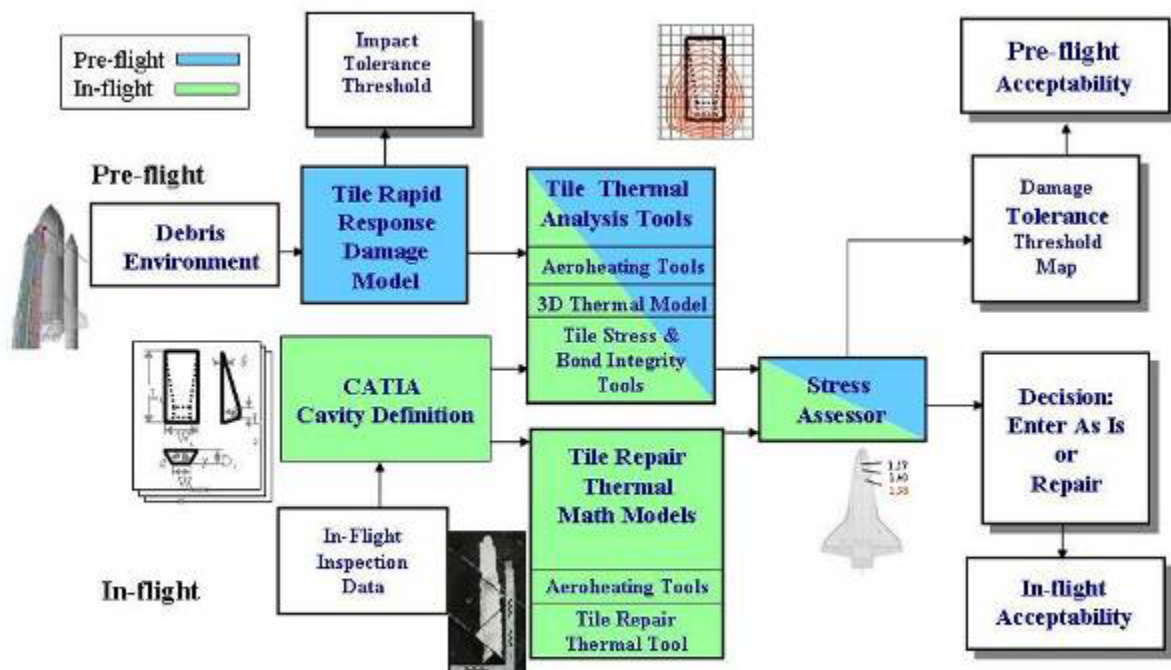 Pre-flight
In-flight
Impact
Tolerance
Threshold
Pre-flight
Acceptability
Pre-flight
Debris
Environment
Tile Rapid
Response
Damage
Model
Tile Thermal
Analysis Tools
Aeroheating Tools
3D Thermal Model
Tile Stress &
Bond Integrity
Tools
Damage
Tolerance
Threshold
Map
CATIA
Cavity Definition
Stress
Assessor
Decision:
Enter As Is
or
Repair
Tile Repair
Thermal
Math Models
Aeroheating Tools
Tile Repair
Thermal Tool
In-Flight
Inspection
Data
In-flight
In-flight
Acceptability